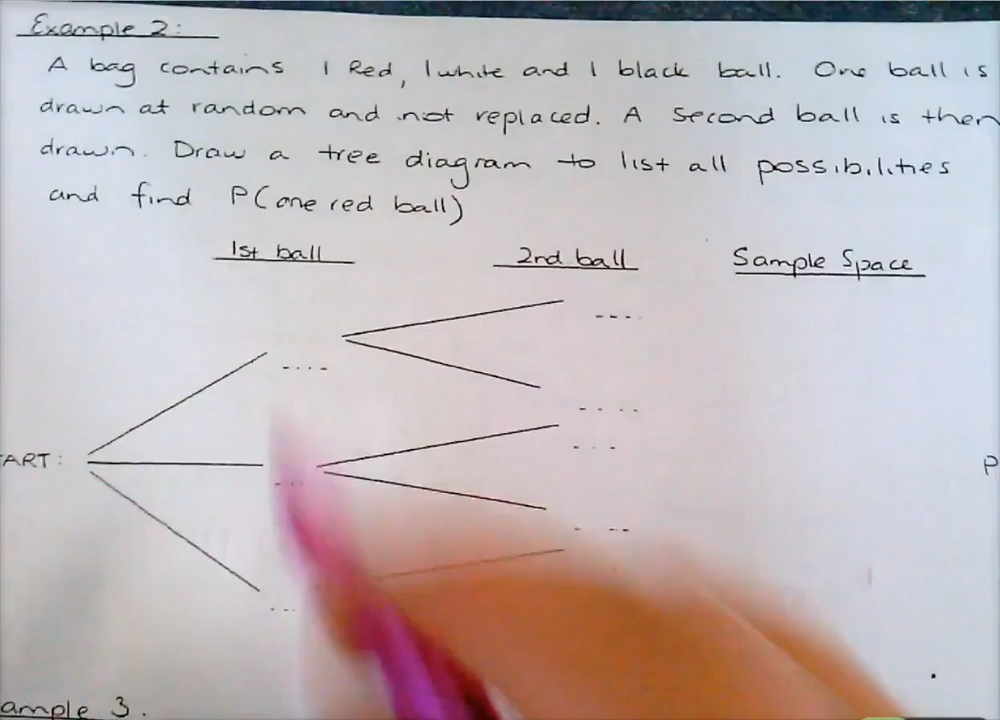 Example 2:
A bag contains 1 Red, 1 white and 1 black ball. One ball is
drawn at random and not replaced. A second ball is then
drawn. Draw a tree diagram to list all possibilities
and find P(one red ball)
1st ball 2nd ball Sample Space
ART:
P
ample 3.